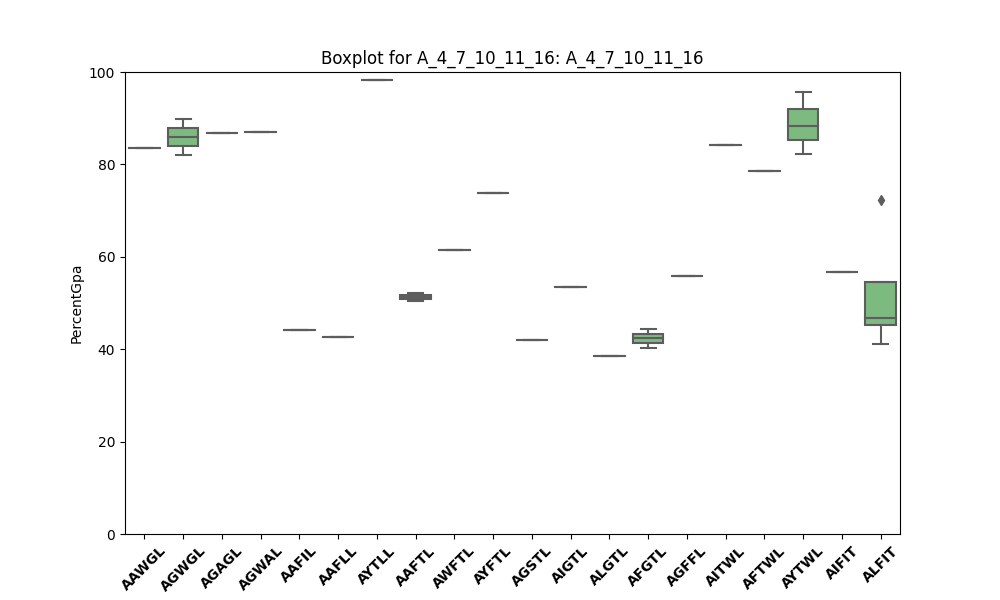 Boxplot for A_4_7_10_11_16: A_4_7_10_11_16
PercentGpa
100
80
60
40
20
0
AAWGL
AGWGL
AGAGL
AGWAL
AAFIL
AAFLL
AYTLL
AAFTL
AWFTL
AYFTL
AGSTL
AIGTL
ALGTL
AFGTL
AGFFL
AITWL
AFTWL
AYTWL
AIFIT
ALFIT